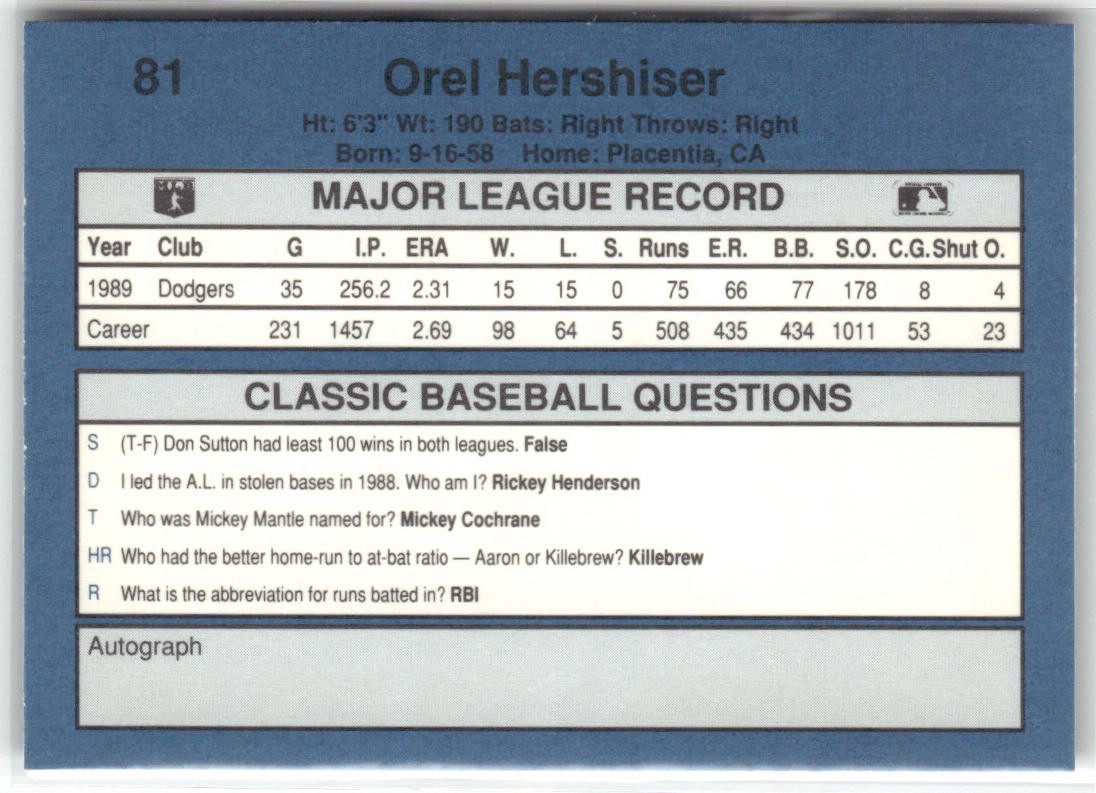 81 Orel Hershiser
Ht: 6'3" Wt: 190 Bats: Right Throws: Right
Born: 9-16-58 Home: Placentia, CA
MAJOR LEAGUE RECORD
Year Club G I.P. ERA W. L. S. Runs E.R. B.B. S.O. C.G. Shut O.
1989 Dodgers 35 256.2 2.31 15 15 0 75 66 77 178 8 4
Career 231 1457 2.69 98 64 5 508 435 434 1011 53 23
CLASSIC BASEBALL QUESTIONS
S (T-F) Don Sutton had least 100 wins in both leagues. False
D I led the A.L. in stolen bases in 1988. Who am I? Rickey Henderson
T Who was Mickey Mantle named for? Mickey Cochrane
HR Who had the better home-run to at-bat ratio — Aaron or Killebrew? Killebrew
R What is the abbreviation for runs batted in? RBI
Autograph